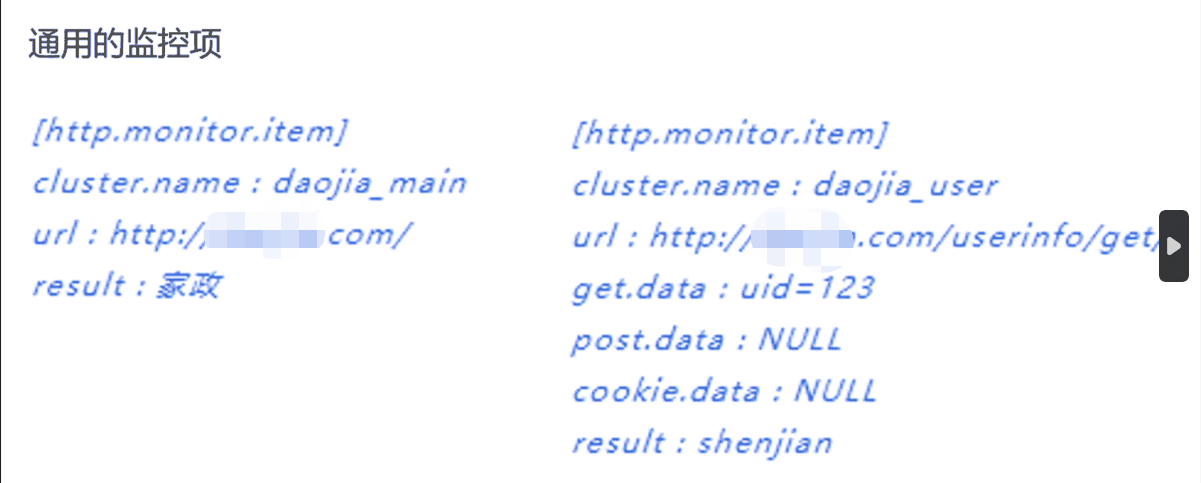 通用的监控项
[http.monitor.item]
cluster.name : daojia_main
url : http:/ com/
result : 家政
[http.monitor.item]
cluster.name : daojia_user
url : http:/ .com/userinfo/get/
get.data : uid=123
post.data : NULL
cookie.data : NULL
result : shenjian